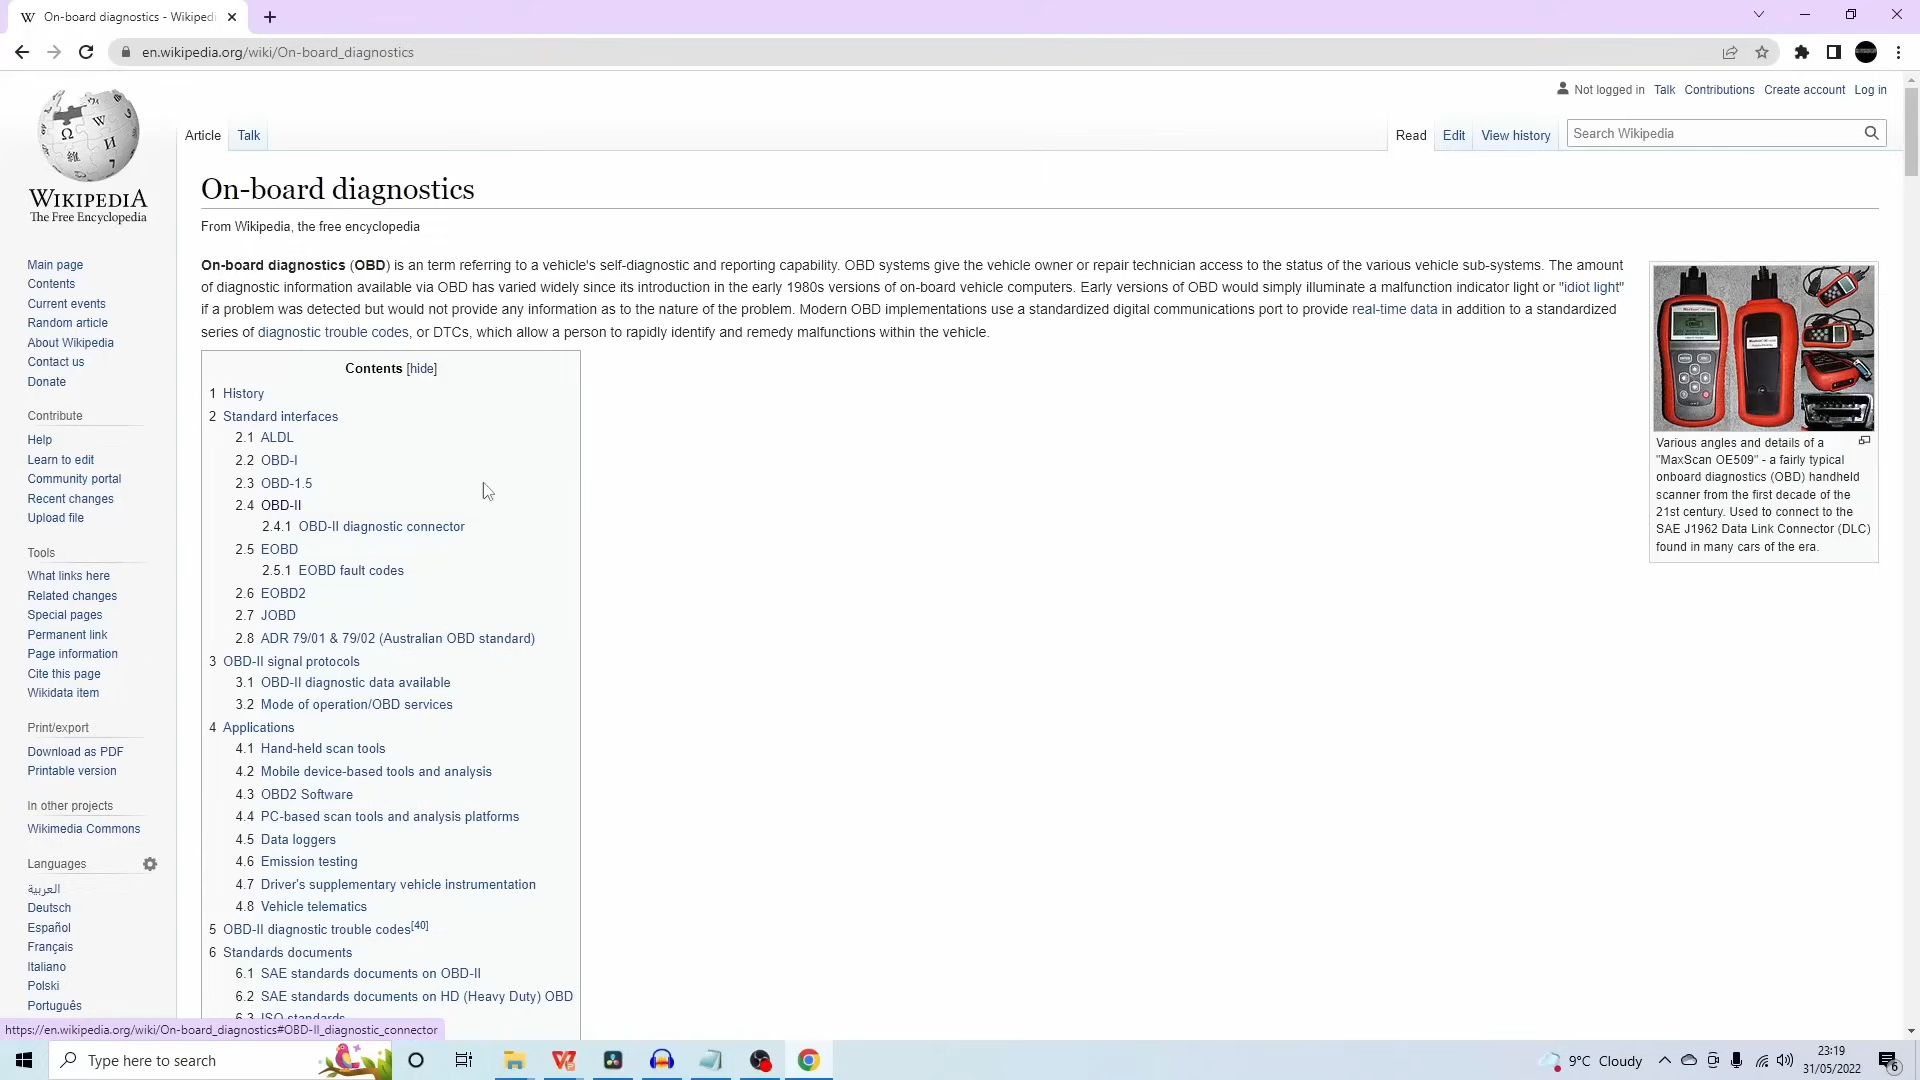 On-board diagnostics - Wikipedi
en.wikipedia.org/wiki/On-board_diagnostics
Not logged in Talk Contributions Create account Log in
Article Talk Read Edit View history Search Wikipedia
WIKIPEDIA
The Free Encyclopedia
Main page
Contents
Current events
Random article
About Wikipedia
Contact us
Donate
Contribute
Help
Learn to edit
Community portal
Recent changes
Upload file
Tools
What links here
Related changes
Special pages
Permanent link
Page information
Cite this page
Wikidata item
Print/export
Download as PDF
Printable version
In other projects
Wikimedia Commons
Languages
العربية
Deutsch
Español
Français
Italiano
Polski
Português
On-board diagnostics
From Wikipedia, the free encyclopedia
On-board diagnostics (OBD) is an term referring to a vehicle's self-diagnostic and reporting capability. OBD systems give the vehicle owner or repair technician access to the status of the various vehicle sub-systems. The amount
of diagnostic information available via OBD has varied widely since its introduction in the early 1980s versions of on-board vehicle computers. Early versions of OBD would simply illuminate a malfunction indicator light or "idiot light"
if a problem was detected but would not provide any information as to the nature of the problem. Modern OBD implementations use a standardized digital communications port to provide real-time data in addition to a standardized
series of diagnostic trouble codes, or DTCs, which allow a person to rapidly identify and remedy malfunctions within the vehicle.
Contents [hide]
1 History
2 Standard interfaces
2.1 ALDL
2.2 OBD-I
2.3 OBD-1.5
2.4 OBD-II
2.4.1 OBD-II diagnostic connector
2.5 EOBD
2.5.1 EOBD fault codes
2.6 EOBD2
2.7 JOBD
2.8 ADR 79/01 & 79/02 (Australian OBD standard)
3 OBD-II signal protocols
3.1 OBD-II diagnostic data available
3.2 Mode of operation/OBD services
4 Applications
4.1 Hand-held scan tools
4.2 Mobile device-based tools and analysis
4.3 OBD2 Software
4.4 PC-based scan tools and analysis platforms
4.5 Data loggers
4.6 Emission testing
4.7 Driver's supplementary vehicle instrumentation
4.8 Vehicle telematics
5 OBD-II diagnostic trouble codes[40]
6 Standards documents
6.1 SAE standards documents on OBD-II
6.2 SAE standards documents on HD (Heavy Duty) OBD
6.3 ISO standards
Various angles and details of a
"MaxScan OE509" - a fairly typical
onboard diagnostics (OBD) handheld
scanner from the first decade of the
21st century. Used to connect to the
SAE J1962 Data Link Connector (DLC)
found in many cars of the era.
https://en.wikipedia.org/wiki/On-board_diagnostics#OBD-II_diagnostic_connector
Type here to search
9°C Cloudy
23:19
31/05/2022
6